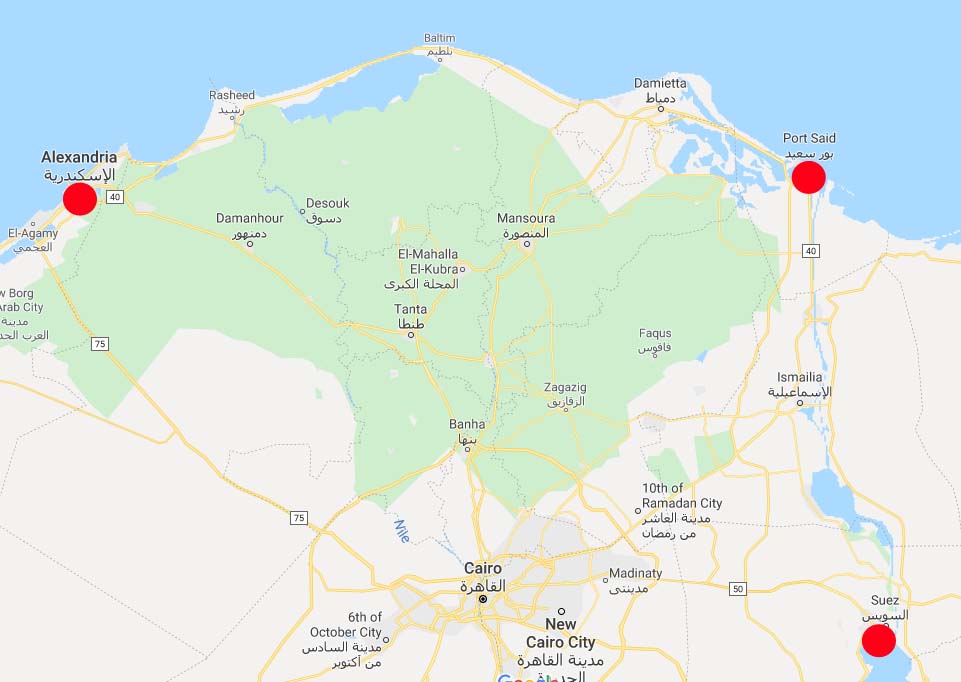 Baltim
بلطيم
Damietta
دمياط
Rasheed
رشيد
Port Said
بور سعيد
Alexandria
الإسكندرية
40
Desouk
دسوق
Damanhour
دمنهور
Mansoura
المنصورة
El-Agamy
العجمي
40
El-Mahalla
El-Kubra
المحلة الكبرى
w Borg
Arab City
مدينة
العرب الجد
Tanta
طنطا
75
Faqus
فاقوس
Ismailia
الإسماعيلية
Zagazig
الزقازيق
Banha
بنها
10th of
Ramadan City
مدينة العاشر
من رمضان
75
Nile
Cairo
القاهرة
Madinaty
مدينتى
50
Suez
السويس
6th of
October City
مدينة السادس
من أكتوبر
New
Cairo City
مدينة القاهرة
Google